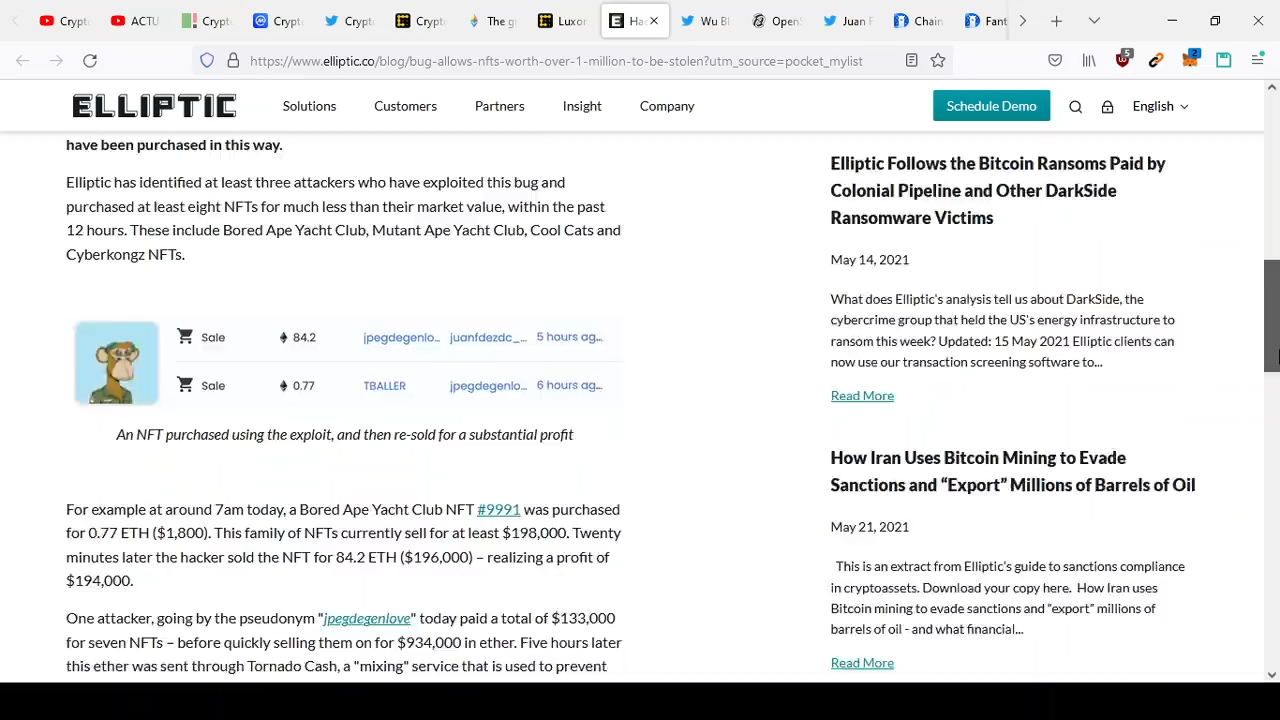 Crypt
ACTU
Crypt
Crypt
Crypt
Crypt
The g
Luxor
Ha
Wu Bl
OpenS
Juan F
Chain
Fant
https://www.elliptic.co/blog/bug-allows-nfts-worth-over-1-million-to-be-stolen?utm_source=pocket_mylist
5
2
ELLIPTIC
Solutions
Customers
Partners
Insight
Company
Schedule Demo
English
have been purchased in this way.
Elliptic has identified at least three attackers who have exploited this bug and
purchased at least eight NFTs for much less than their market value, within the past
12 hours. These include Bored Ape Yacht Club, Mutant Ape Yacht Club, Cool Cats and
Cyberkongz NFTs.
Sale 84.2 jpegdegenlo... juanfdezdc_... 5 hours ag...
Sale 0.77 TBALLER jpegdegenlo... 6 hours ag...
An NFT purchased using the exploit, and then re-sold for a substantial profit
For example at around 7am today, a Bored Ape Yacht Club NFT #9991 was purchased
for 0.77 ETH ($1,800). This family of NFTs currently sell for at least $198,000. Twenty
minutes later the hacker sold the NFT for 84.2 ETH ($196,000) – realizing a profit of
$194,000.
One attacker, going by the pseudonym "jpegdegenlove" today paid a total of $133,000
for seven NFTs – before quickly selling them on for $934,000 in ether. Five hours later
this ether was sent through Tornado Cash, a "mixing" service that is used to prevent
Elliptic Follows the Bitcoin Ransoms Paid by
Colonial Pipeline and Other DarkSide
Ransomware Victims
May 14, 2021
What does Elliptic's analysis tell us about DarkSide, the
cybercrime group that held the US's energy infrastructure to
ransom this week? Updated: 15 May 2021 Elliptic clients can
now use our transaction screening software to...
Read More
How Iran Uses Bitcoin Mining to Evade
Sanctions and “Export” Millions of Barrels of Oil
May 21, 2021
This is an extract from Elliptic's guide to sanctions compliance
in cryptoassets. Download your copy here. How Iran uses
Bitcoin mining to evade sanctions and "export" millions of
barrels of oil - and what financial...
Read More